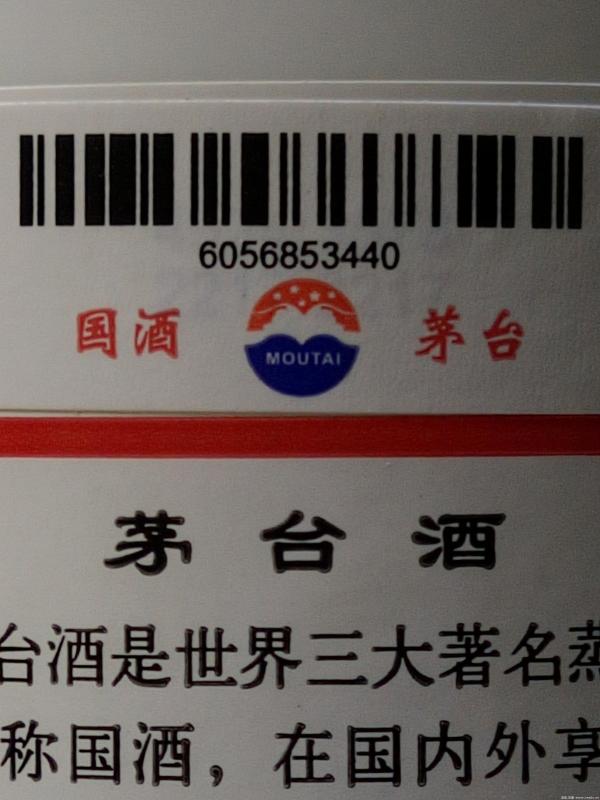 6056853440
国酒 MOUTAI 茅台
茅台酒
台酒是世界三大著名蒸
称国酒，在国内外享